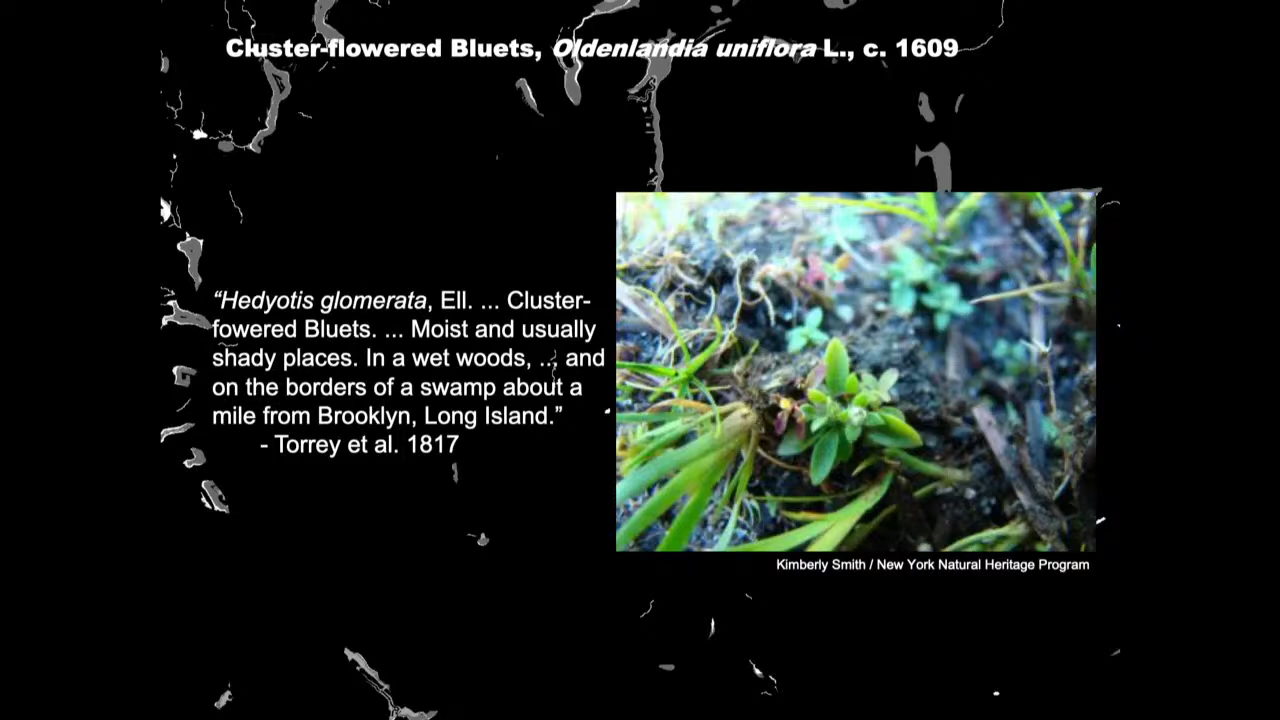 Cluster-flowered Bluets, Oldenlandia uniflora L., c. 1609
“Hedyotis glomerata, Ell. ... Cluster-
fowered Bluets. ... Moist and usually
shady places. In a wet woods, ... and
on the borders of a swamp about a
mile from Brooklyn, Long Island.”
- Torrey et al. 1817
Kimberly Smith / New York Natural Heritage Program